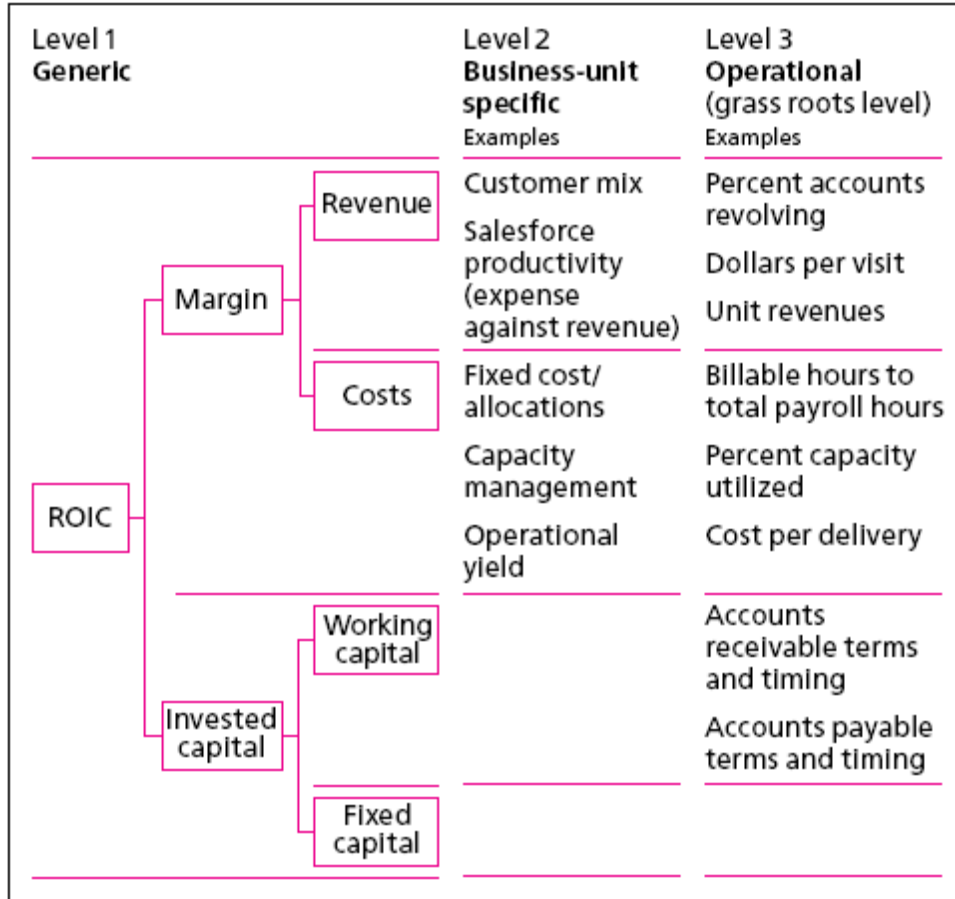 Level 1
Generic
Level 2
Business-unit
specific
Examples
Level 3
Operational
(grass roots level)
Examples
ROIC
Margin
Revenue
Customer mix
Salesforce
productivity
(expense
against revenue)
Percent accounts
revolving
Dollars per visit
Unit revenues
Costs
Fixed cost/
allocations
Capacity
management
Operational
yield
Billable hours to
total payroll hours
Percent capacity
utilized
Cost per delivery
Invested
capital
Working
capital
Accounts
receivable terms
and timing
Accounts payable
terms and timing
Fixed
capital